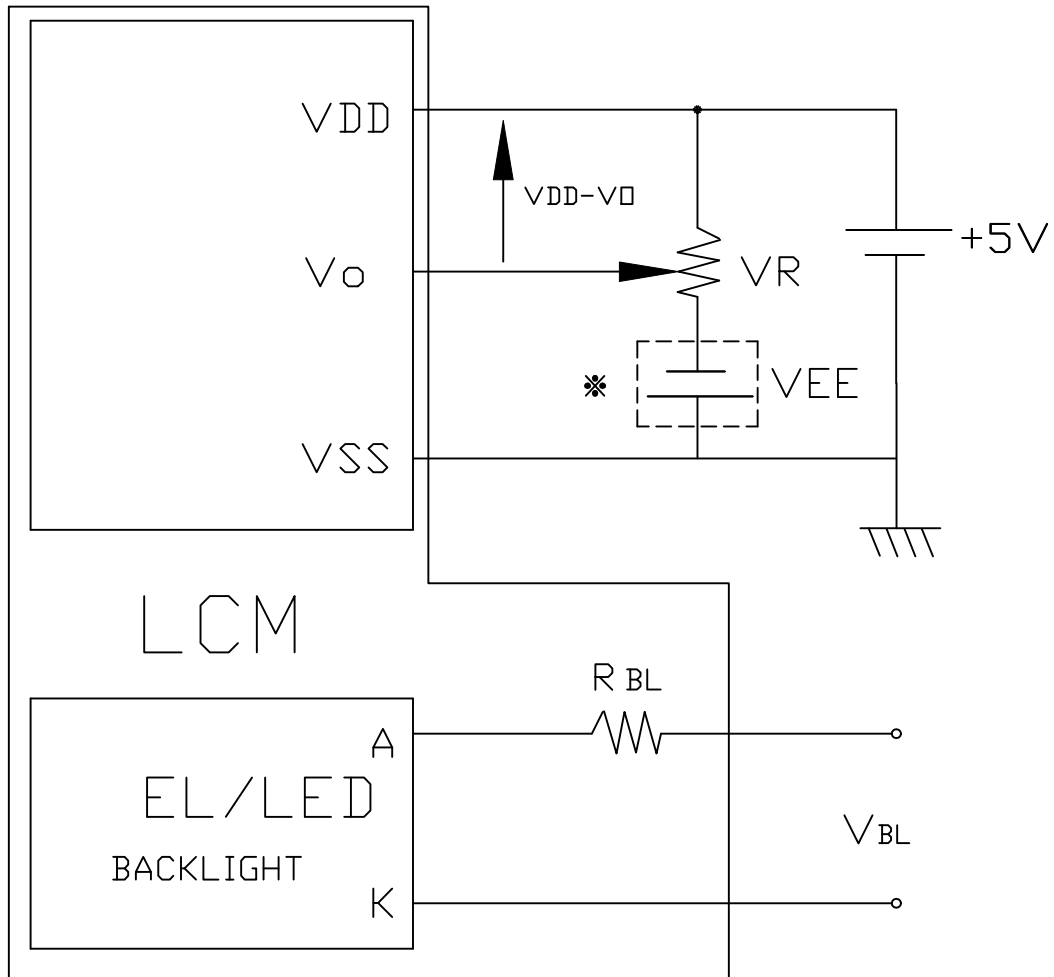 VDD
VDD-VO
+5V
Vo
VR
※
VEE
VSS
LCM
R BL
A
EL/LED
VBL
BACKLIGHT
K